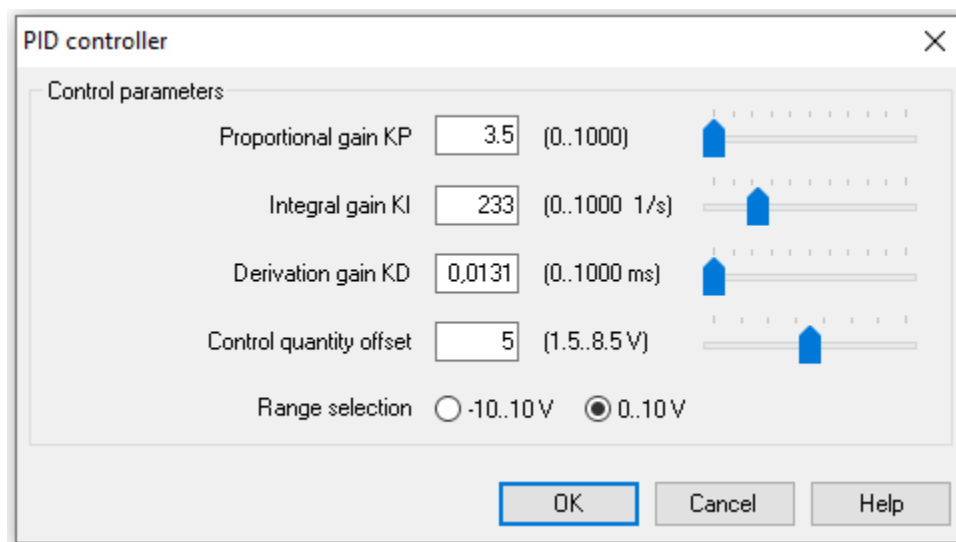 PID controller
Control parameters
Proportional gain KP 3.5 (0..1000)
Integral gain KI 233 (0..1000 1/s)
Derivation gain KD 0,0131 (0..1000 ms)
Control quantity offset 5 (1.5..8.5 V)
Range selection -10..10 V 0..10 V
OK Cancel Help